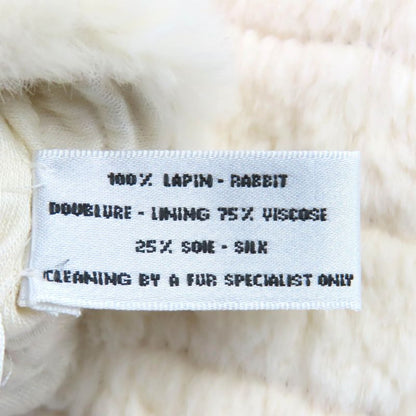 100% LAPIN - RABBIT
DOUBLURE - LINING 75% VISCOSE
25% SOIE - SILK
CLEANING BY A FUR SPECIALIST ONLY